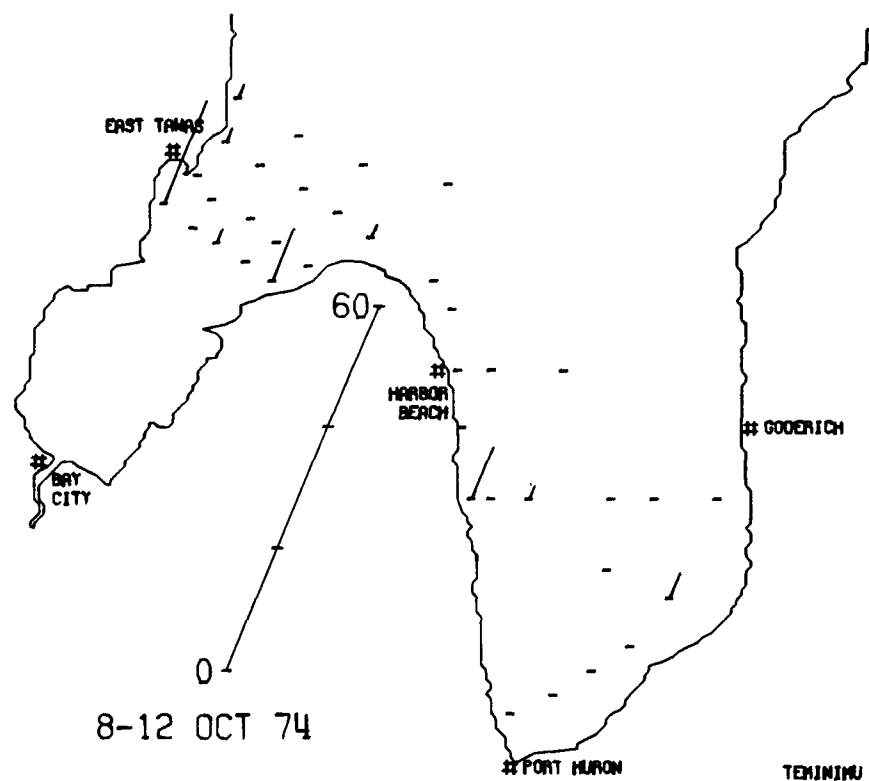 EAST TAWAS
#
60
#
HARBOR
BEACH
# GODERICH
#
BAY
CITY
0
8-12 OCT 74
# PORT HURON
TEMINIMU